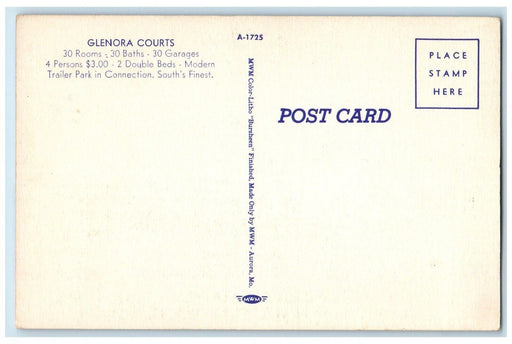 GLENORA COURTS
30 Rooms - 30 Baths - 30 Garages
4 Persons $3.00 - 2 Double Beds - Modern
Trailer Park in Connection. South's Finest.
A-1725
MWM Color-Litho "Burnheen" Finished, Made Only by MWM - Aurora, Mo.
MWM
POST CARD
PLACE
STAMP
HERE